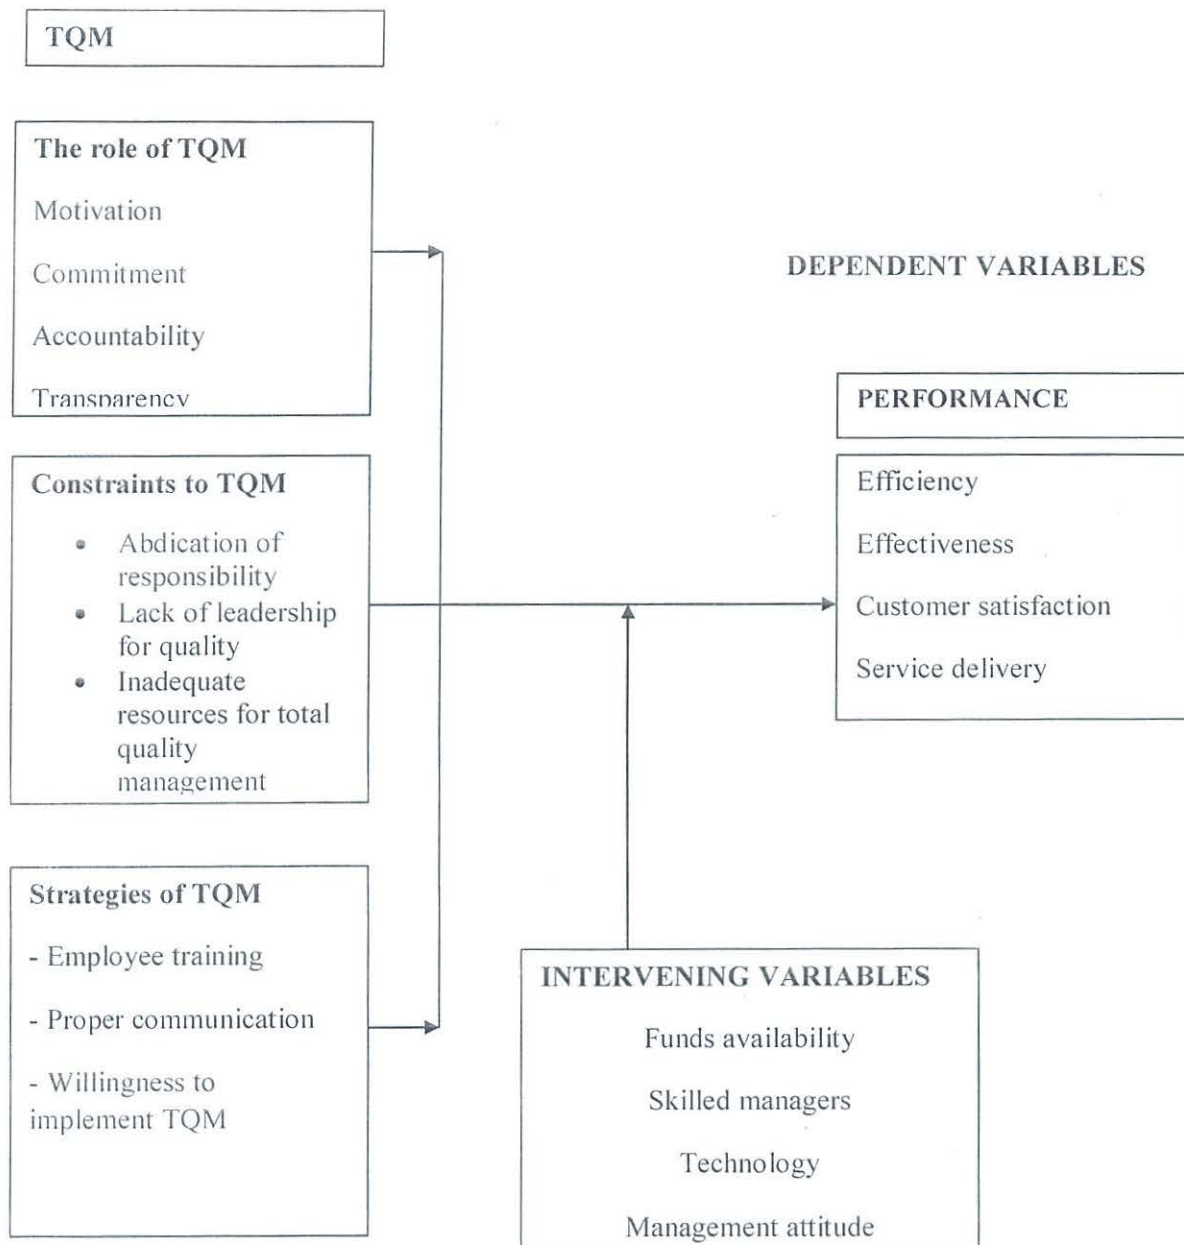 TQM
The role of TQM
Motivation
Commitment
Accountability
Transparency
Constraints to TQM
• Abdication of
responsibility
• Lack of leadership
for quality
• Inadequate
resources for total
quality
management
Strategies of TQM
- Employee training
- Proper communication
- Willingness to
implement TQM
DEPENDENT VARIABLES
PERFORMANCE
Efficiency
Effectiveness
Customer satisfaction
Service delivery
INTERVENING VARIABLES
Funds availability
Skilled managers
Technology
Management attitude